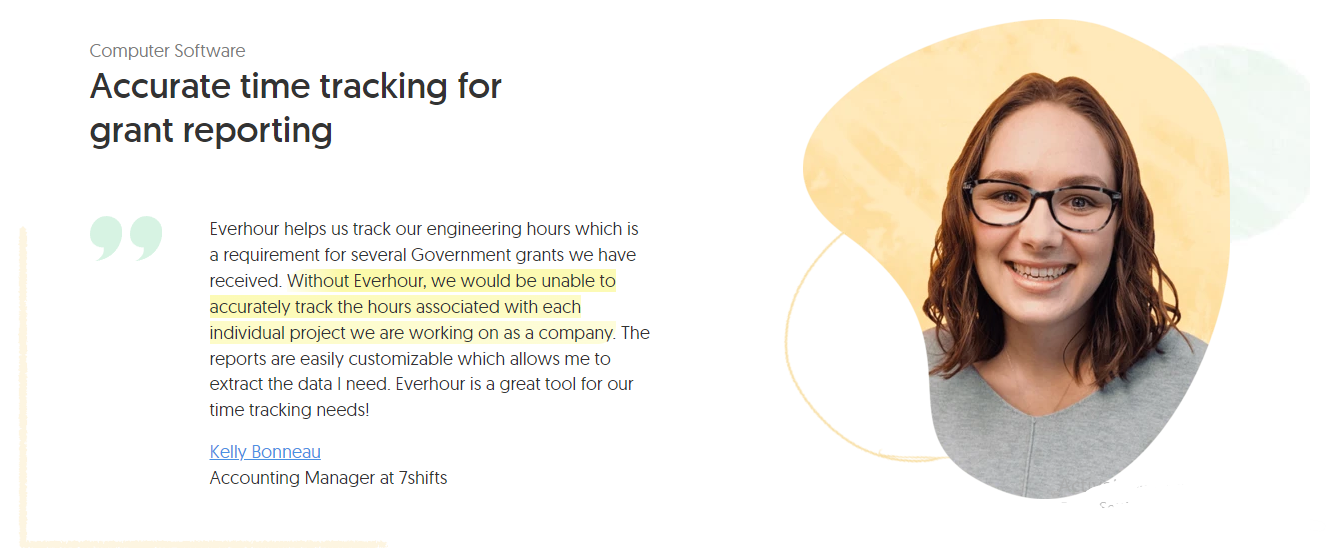 Computer Software
Accurate time tracking for
grant reporting
Everhour helps us track our engineering hours which is
a requirement for several Government grants we have
received. Without Everhour, we would be unable to
accurately track the hours associated with each
individual project we are working on as a company. The
reports are easily customizable which allows me to
extract the data I need. Everhour is a great tool for our
time tracking needs!
Kelly Bonneau
Accounting Manager at 7shifts